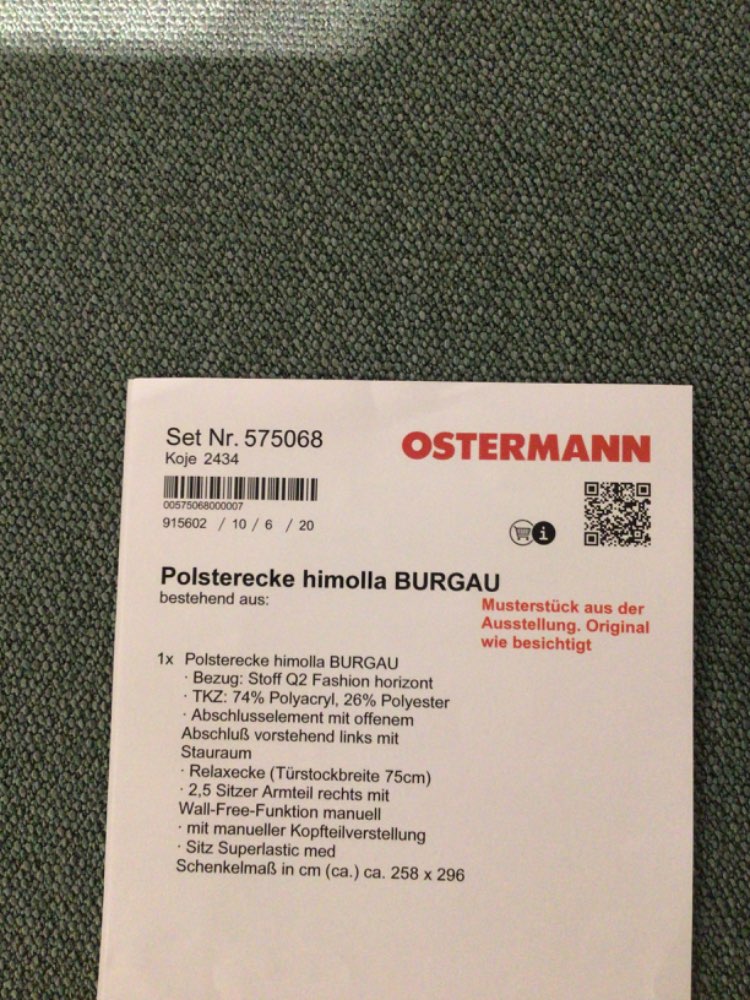 Set Nr. 575068
OSTERMANN
Koje 2434
00575068000007
915602 / 10 / 6 / 20
i
Polsterecke himolla BURGAU
bestehend aus:
Musterstück aus der
Ausstellung. Original
wie besichtigt
1x Polsterecke himolla BURGAU
· Bezug: Stoff Q2 Fashion horizont
· TKZ: 74% Polyacryl, 26% Polyester
· Abschlusselement mit offenem
Abschluß vorstehend links mit
Stauraum
· Relaxecke (Türstockbreite 75cm)
· 2,5 Sitzer Armteil rechts mit
Wall-Free-Funktion manuell
· mit manueller Kopfteilverstellung
· Sitz Superlastic med
Schenkelmaß in cm (ca.) ca. 258 x 296